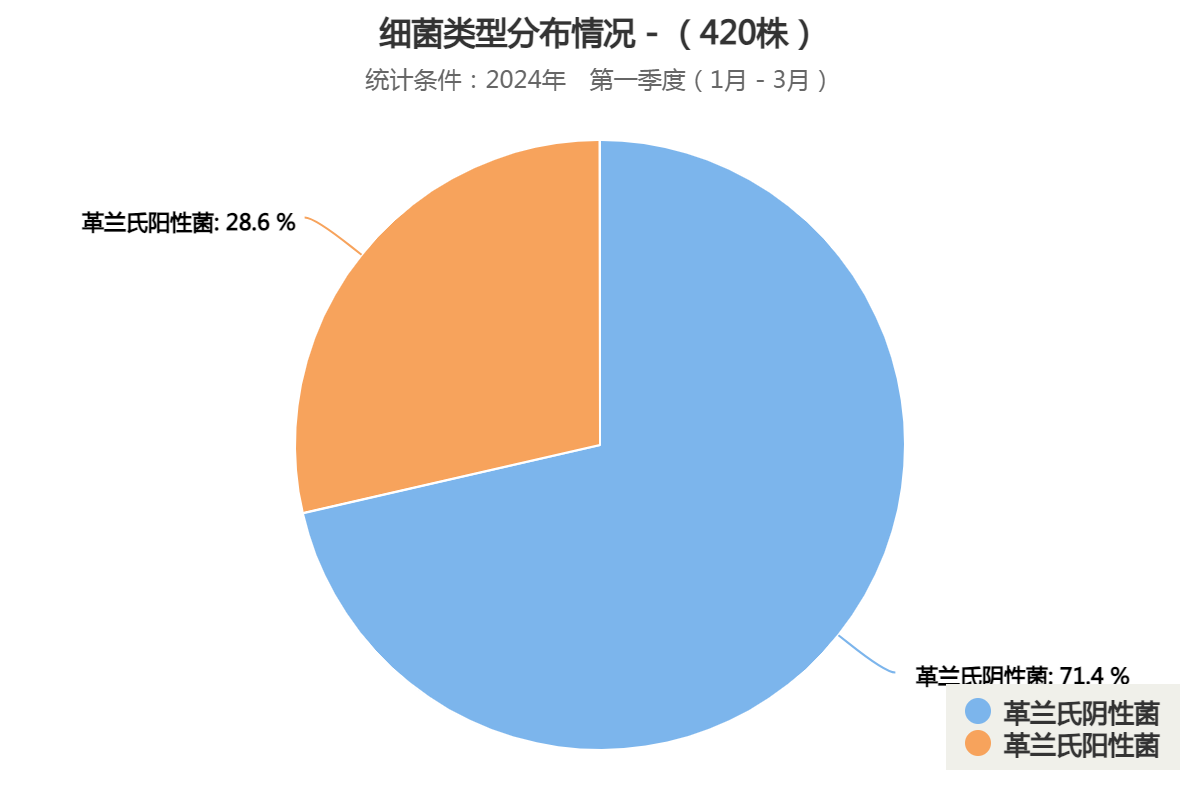 细菌类型分布情况 -（420株）
统计条件：2024年　第一季度（1月 - 3月）
革兰氏阳性菌: 28.6 %
革兰氏阴性菌: 71.4 %
革兰氏阴性菌
革兰氏阳性菌